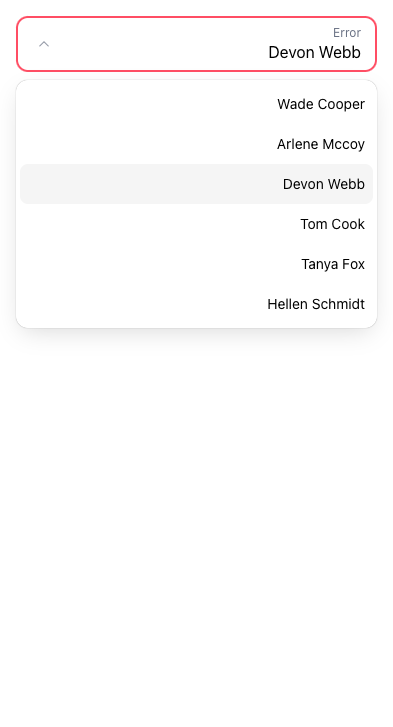 Error
Devon Webb
Wade Cooper
Arlene Mccoy
Devon Webb
Tom Cook
Tanya Fox
Hellen Schmidt